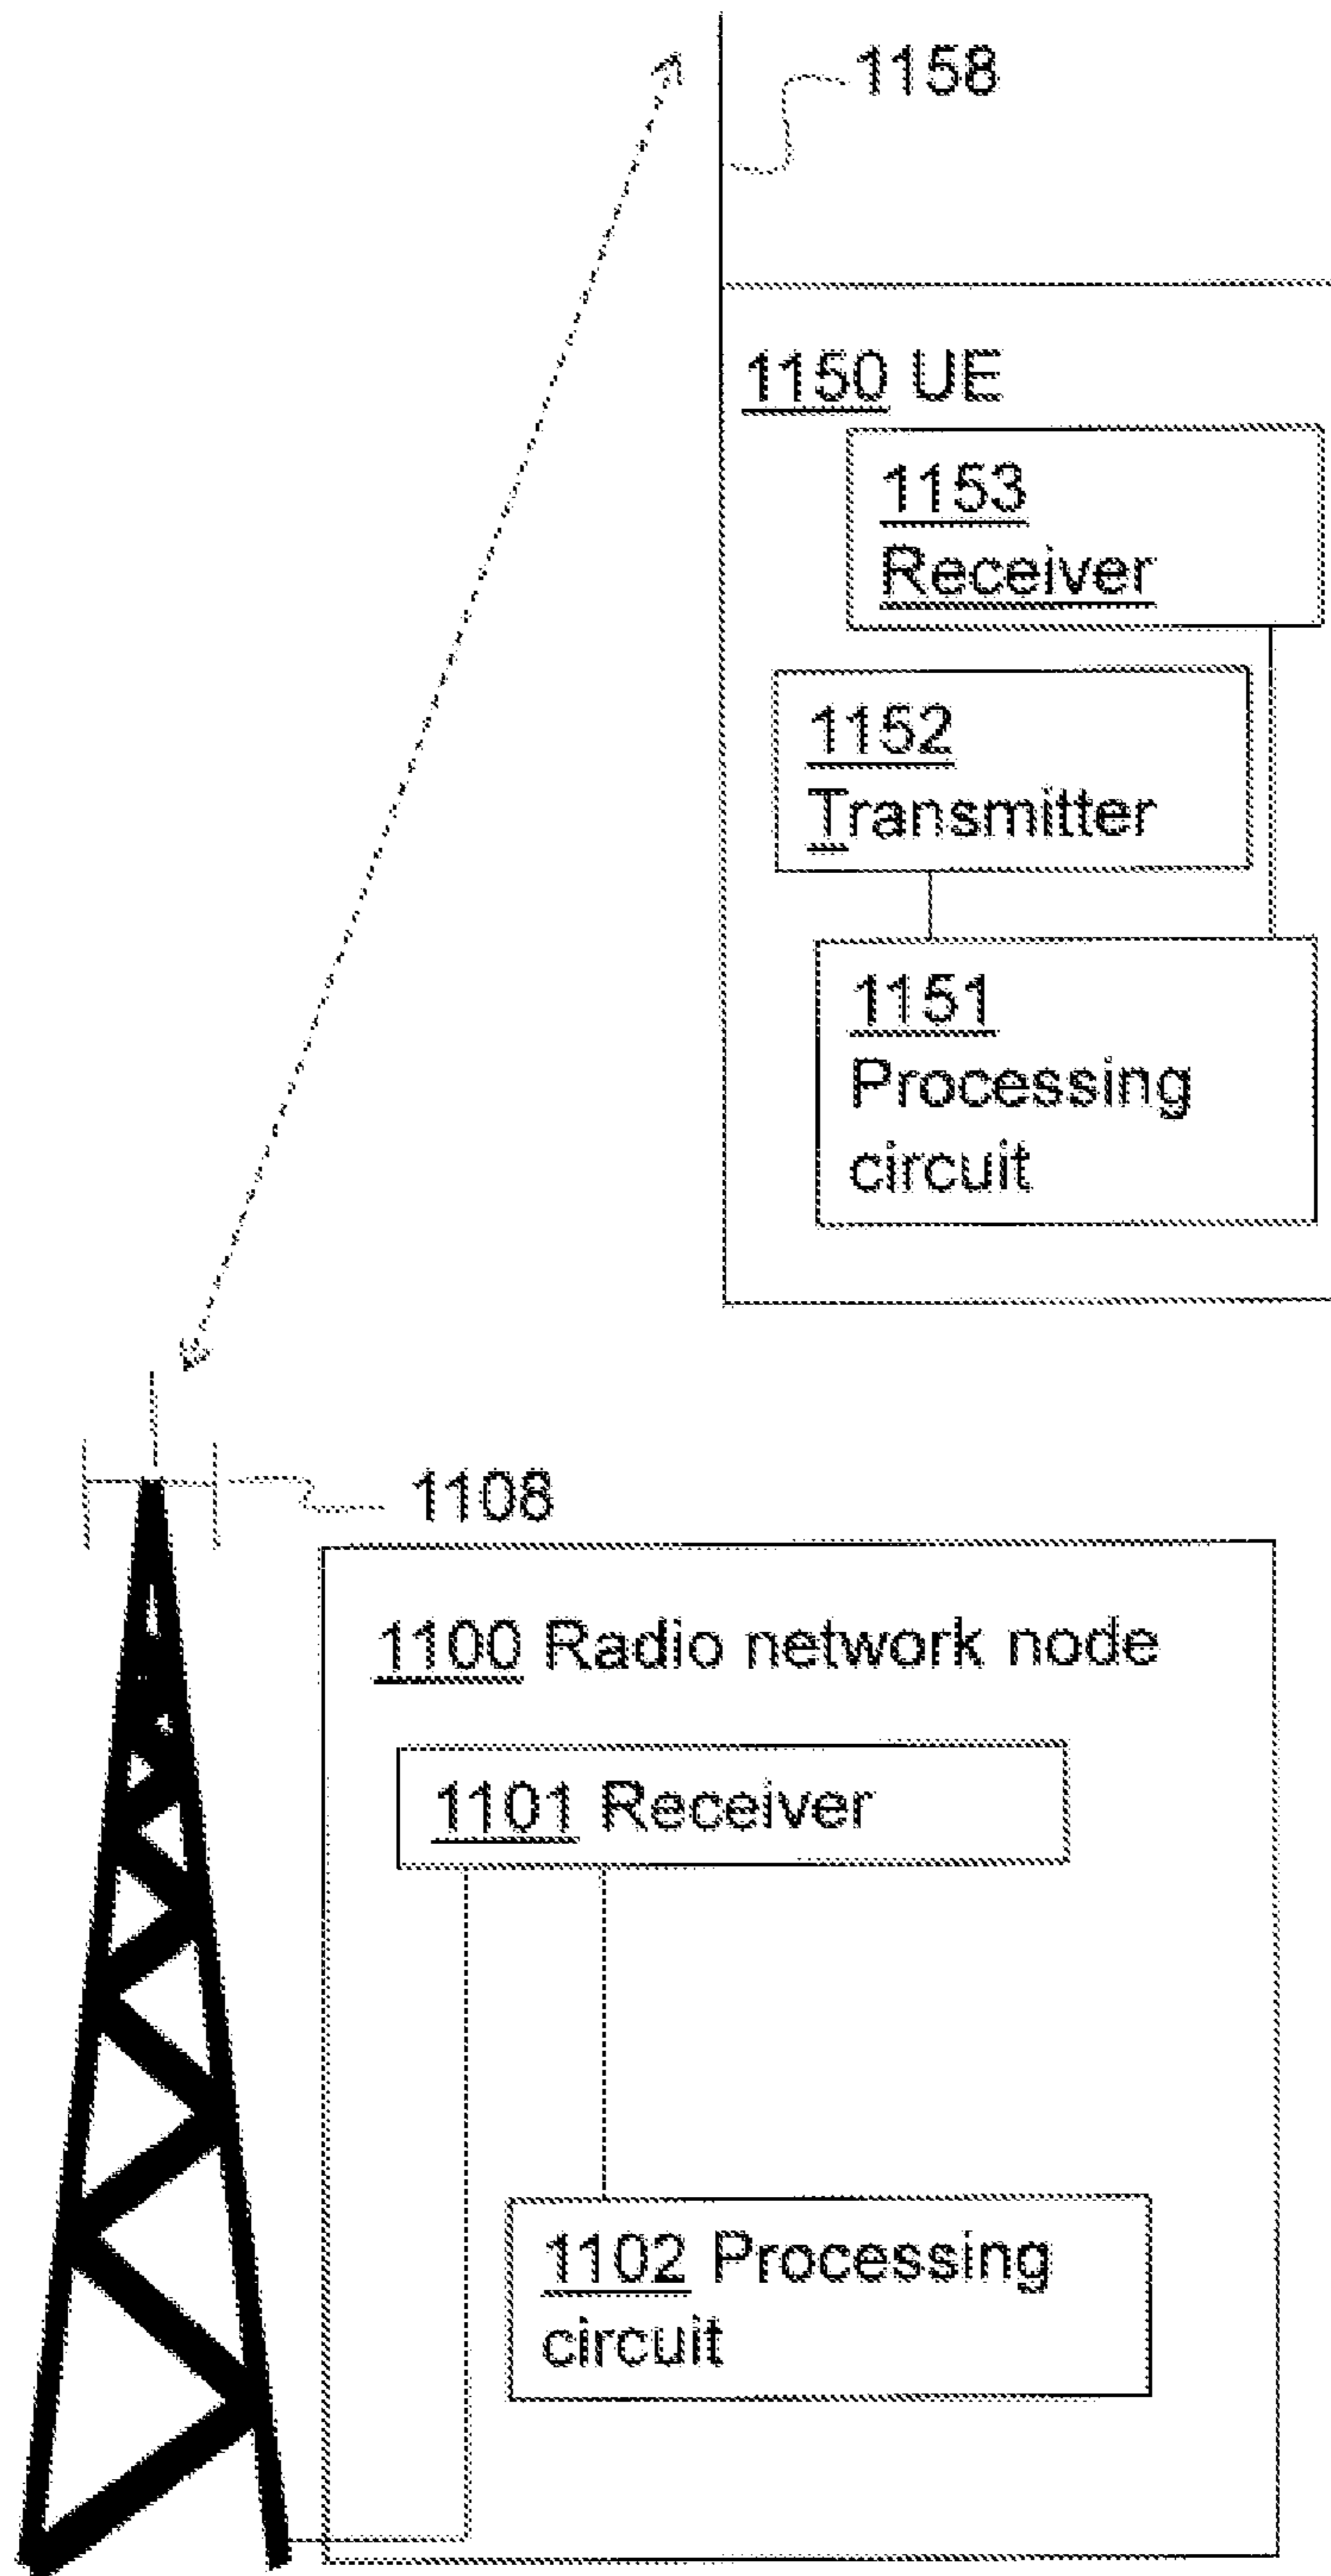 1158
1150 UE
1153
Receiver
1152
Transmitter
1151
Processing
circuit
1108
1100 Radio network node
1101 Receiver
1102 Processing
circuit